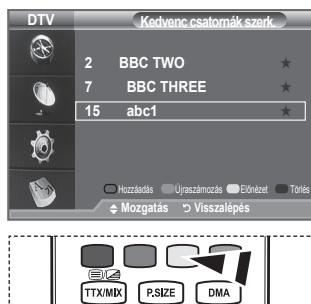 DTV Kedvenc csatornák szerk.
2 BBC TWO ★
7 BBC THREE ★
15 abc1 ★
Hozzáadás Újraszámozás Előnézet Törlés
Mozgatás Visszalépés
TTX/MIX P.SIZE DMA